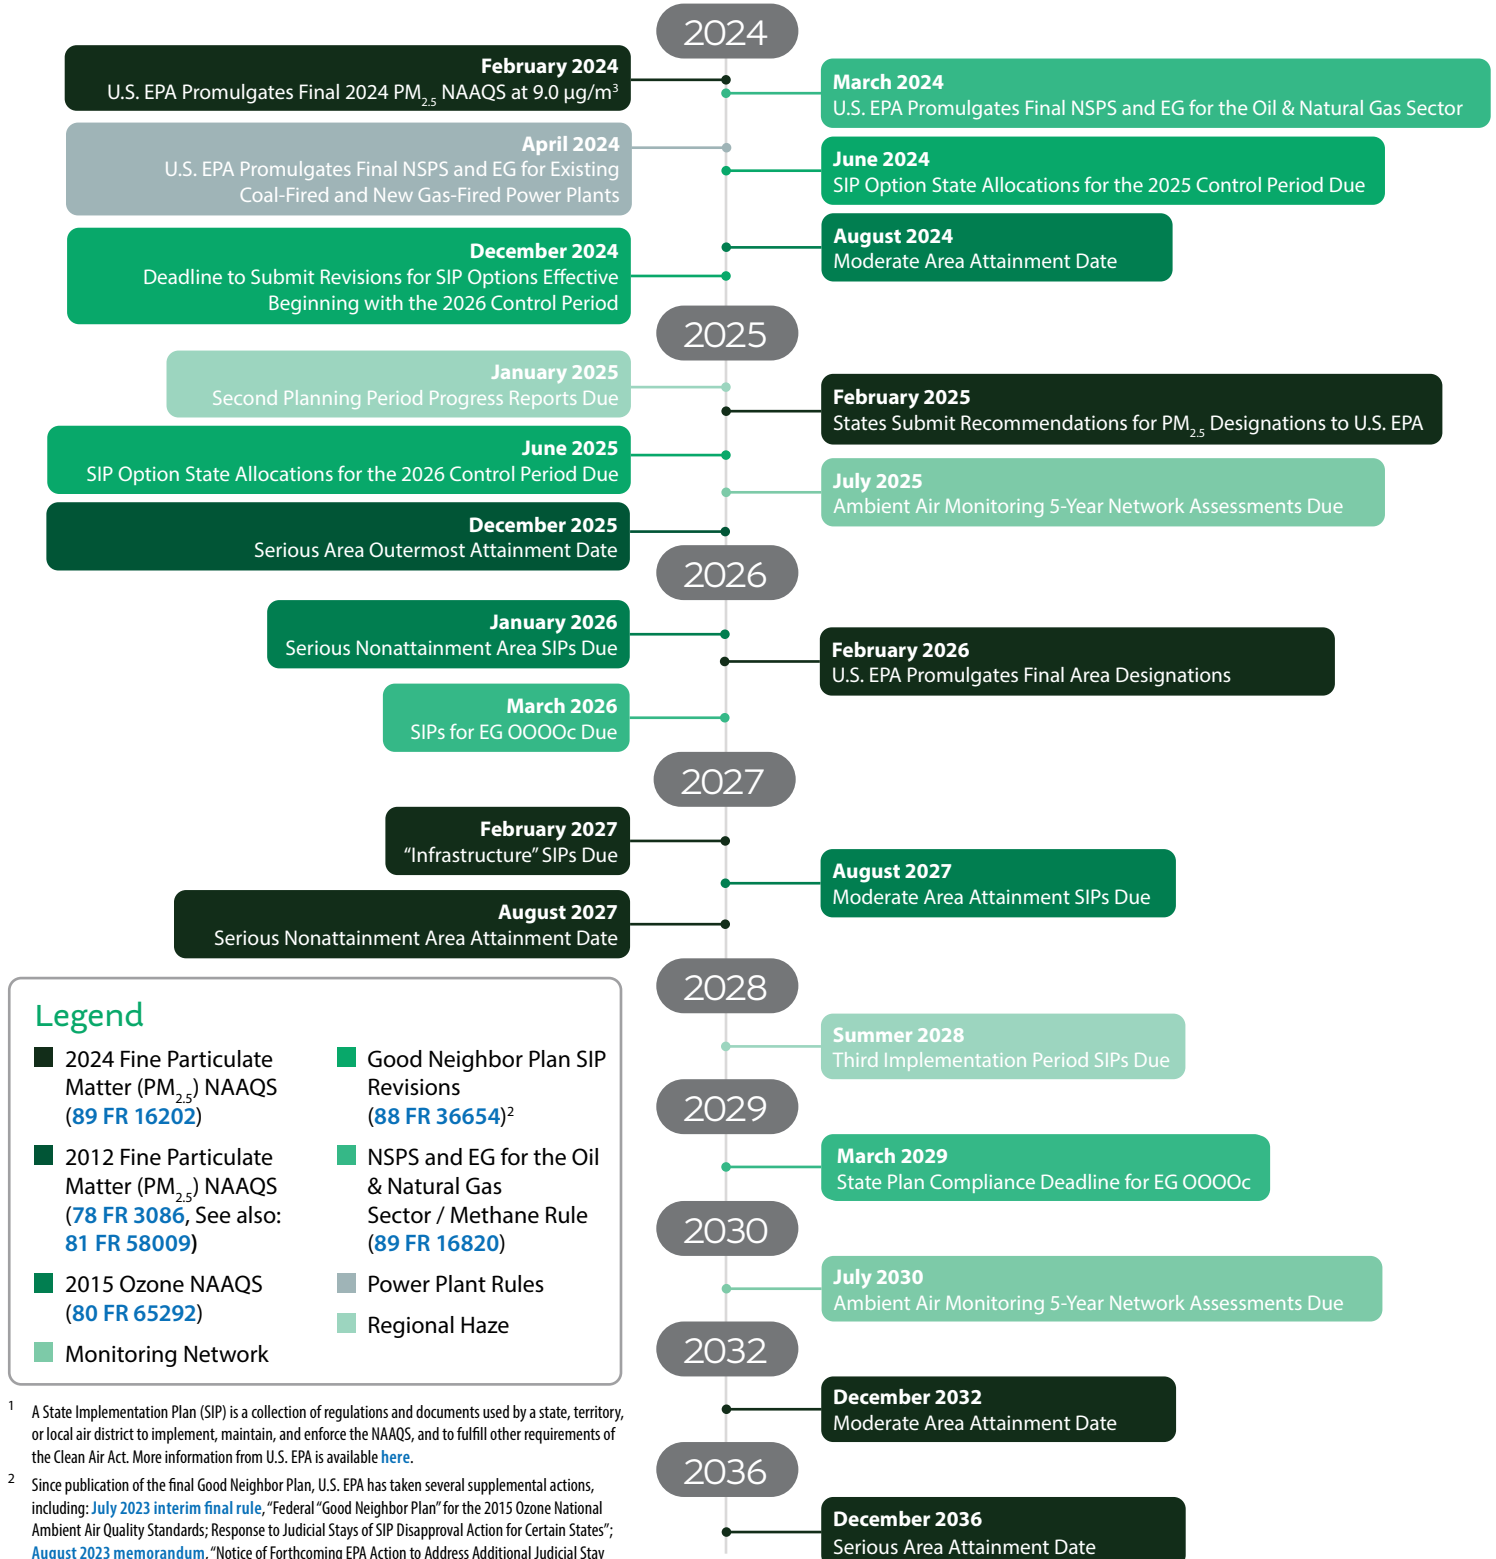 2024
February 2024
U.S. EPA Promulgates Final 2024 PM2.5 NAAQS at 9.0 µg/m³
March 2024
U.S. EPA Promulgates Final NSPS and EG for the Oil & Natural Gas Sector
April 2024
U.S. EPA Promulgates Final NSPS and EG for Existing
Coal-Fired and New Gas-Fired Power Plants
June 2024
SIP Option State Allocations for the 2025 Control Period Due
August 2024
Moderate Area Attainment Date
December 2024
Deadline to Submit Revisions for SIP Options Effective
Beginning with the 2026 Control Period
2025
January 2025
Second Planning Period Progress Reports Due
February 2025
States Submit Recommendations for PM2.5 Designations to U.S. EPA
June 2025
SIP Option State Allocations for the 2026 Control Period Due
July 2025
Ambient Air Monitoring 5-Year Network Assessments Due
December 2025
Serious Area Outermost Attainment Date
2026
January 2026
Serious Nonattainment Area SIPs Due
February 2026
U.S. EPA Promulgates Final Area Designations
March 2026
SIPs for EG OOOOc Due
2027
February 2027
“Infrastructure” SIPs Due
August 2027
Moderate Area Attainment SIPs Due
August 2027
Serious Nonattainment Area Attainment Date
2028
Summer 2028
Third Implementation Period SIPs Due
2029
March 2029
State Plan Compliance Deadline for EG OOOOc
2030
July 2030
Ambient Air Monitoring 5-Year Network Assessments Due
2032
December 2032
Moderate Area Attainment Date
2036
December 2036
Serious Area Attainment Date
Legend
2024 Fine Particulate
Matter (PM2.5) NAAQS
(89 FR 16202)
2012 Fine Particulate
Matter (PM2.5) NAAQS
(78 FR 3086, See also:
81 FR 58009)
2015 Ozone NAAQS
(80 FR 65292)
Monitoring Network
Good Neighbor Plan SIP
Revisions
(88 FR 36654)²
NSPS and EG for the Oil
& Natural Gas
Sector / Methane Rule
(89 FR 16820)
Power Plant Rules
Regional Haze
1 A State Implementation Plan (SIP) is a collection of regulations and documents used by a state, territory,
or local air district to implement, maintain, and enforce the NAAQS, and to fulfill other requirements of
the Clean Air Act. More information from U.S. EPA is available here.
2 Since publication of the final Good Neighbor Plan, U.S. EPA has taken several supplemental actions,
including: July 2023 interim final rule, “Federal “Good Neighbor Plan” for the 2015 Ozone National
Ambient Air Quality Standards; Response to Judicial Stays of SIP Disapproval Action for Certain States”;
August 2023 memorandum, “Notice of Forthcoming EPA Action to Address Additional Judicial Stay